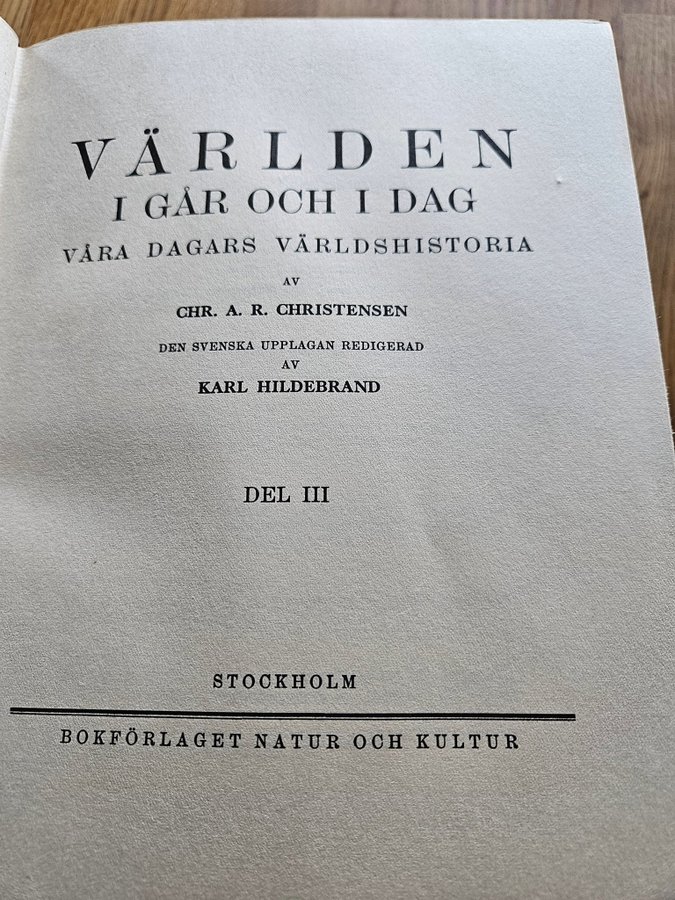 VÄRLDEN
I GÅR OCH I DAG
VÅRA DAGARS VÄRLDSHISTORIA
AV
CHR. A. R. CHRISTENSEN
DEN SVENSKA UPPLAGAN REDIGERAD
AV
KARL HILDEBRAND
DEL III
STOCKHOLM
BOKFÖRLAGET NATUR OCH KULTUR